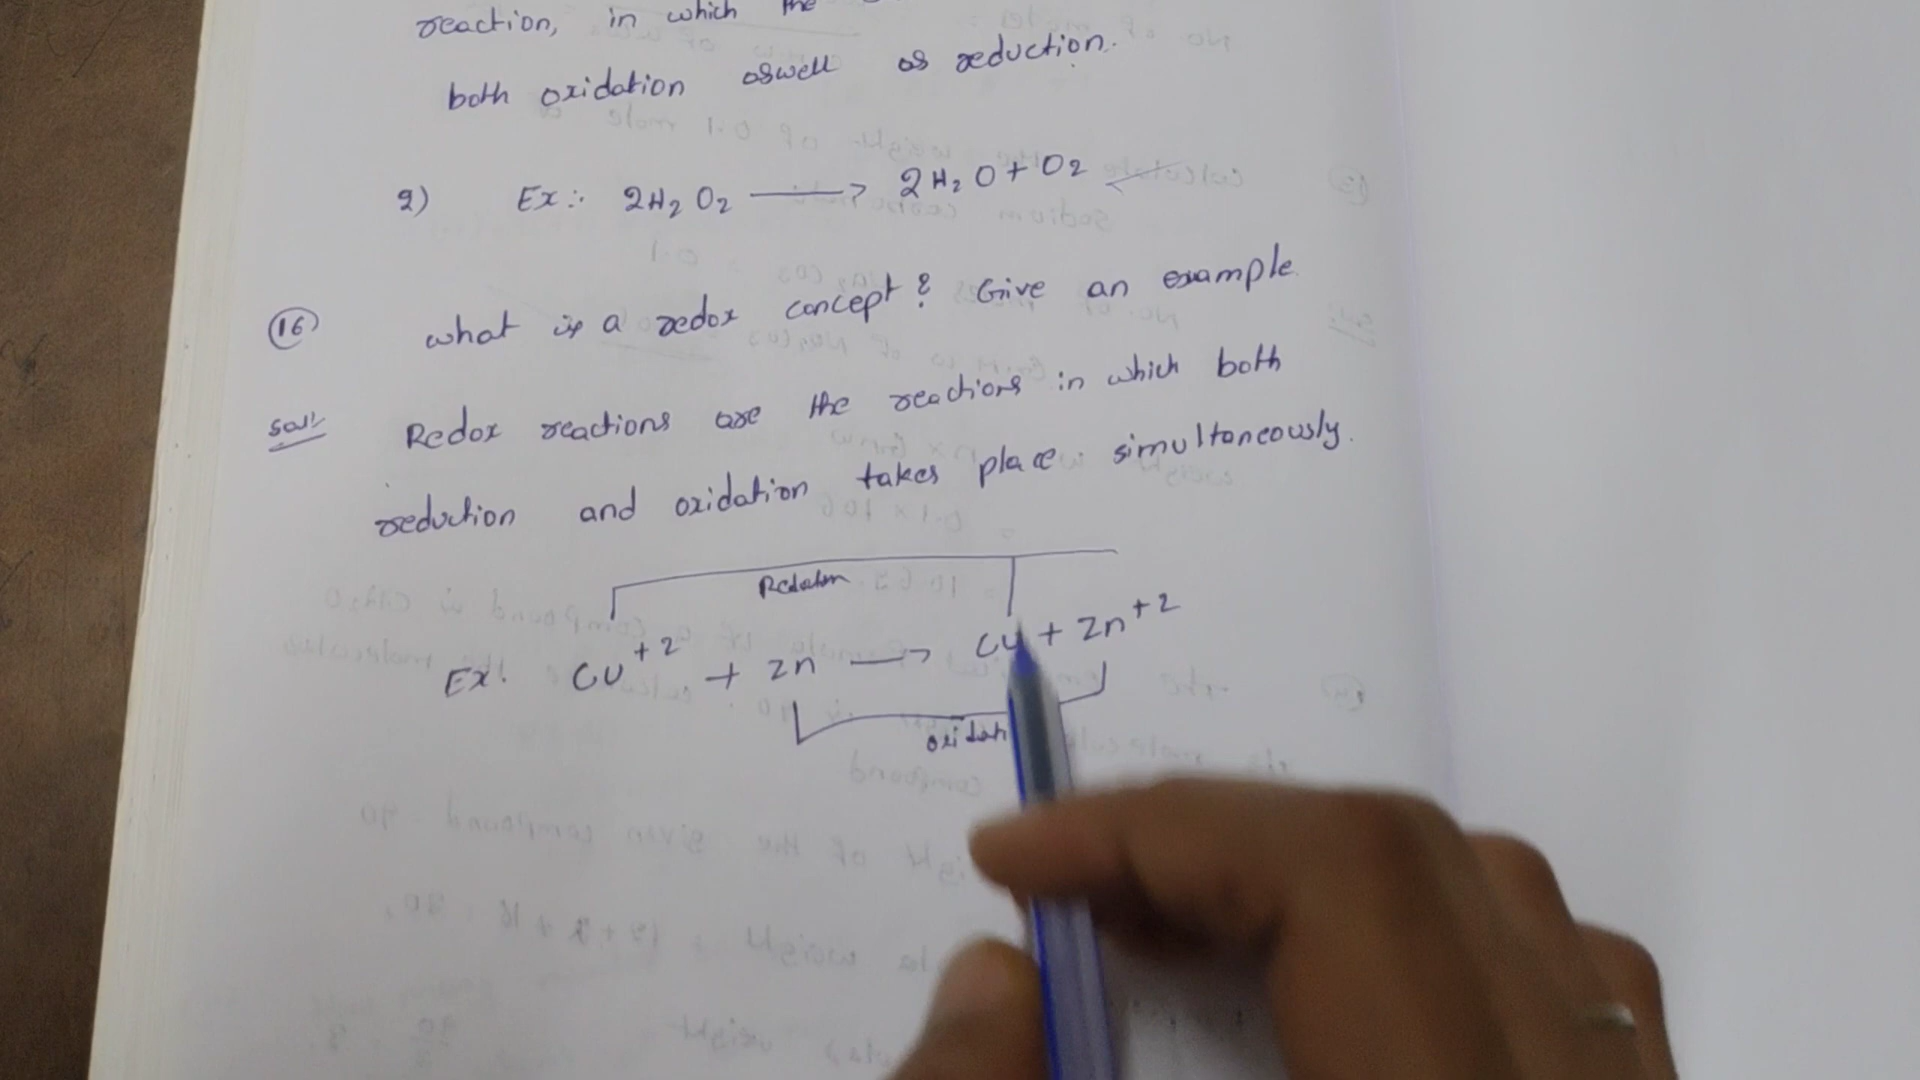 reaction, in which the
both oxidation aswell as reduction.
2) Ex:. 2H₂O₂ ⟶ 2H₂O + O₂
(16) what is a redox concept? Give an example
Sol: Redox reactions are the reactions in which both
reduction and oxidation takes place simultaneously.
Ex: Cu⁺² + Zn ⟶ Cu + Zn⁺²
oxidati